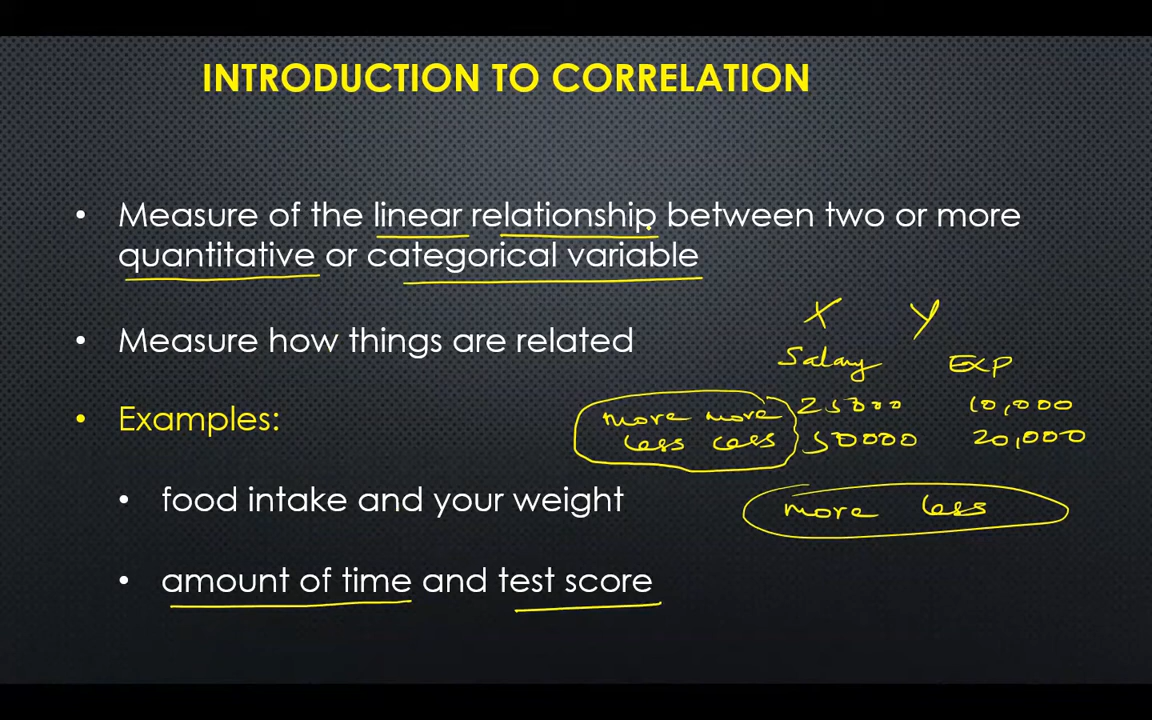 INTRODUCTION TO CORRELATION
• Measure of the linear relationship between two or more
quantitative or categorical variable
• Measure how things are related
• Examples:
• food intake and your weight
• amount of time and test score
X Y
Salary Exp
more more 25000 10,000
less less 50000 20,000
more less